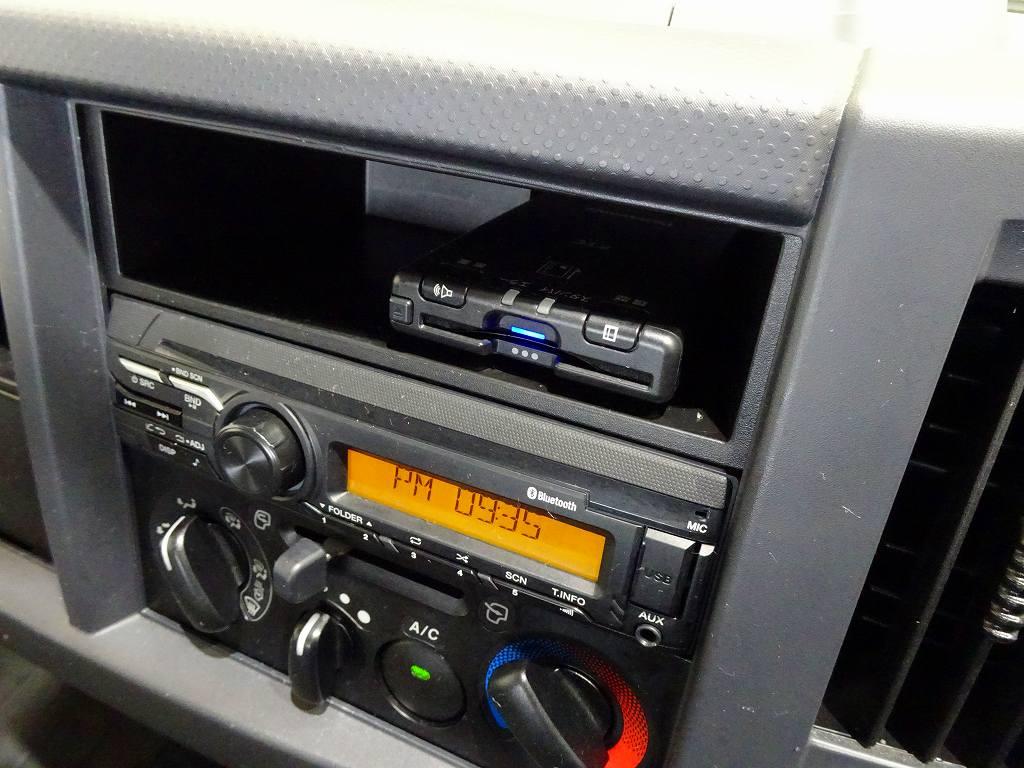 •BND SCN
SRC
BND
•ADJ
DISP
PM 09:35
Bluetooth
MIC
FOLDER
1
2
3
4
SCN
5
T.INFO
USB
AUX
A/C